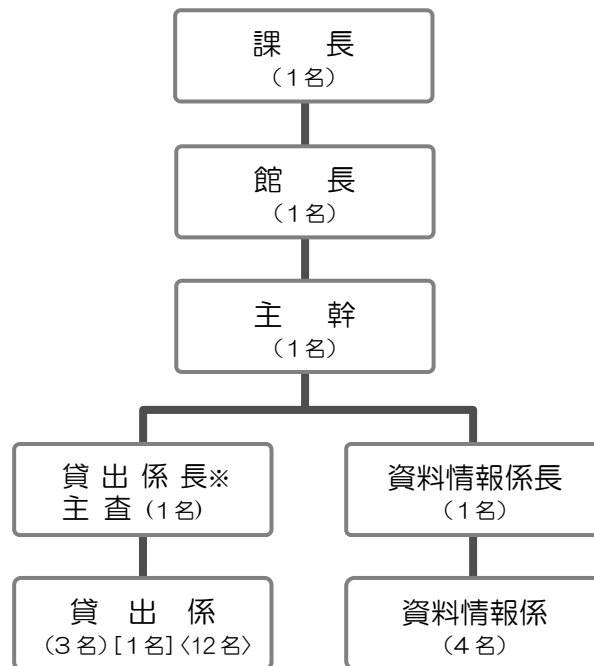 課　長
（1名）
館　長
（1名）
主　幹
（1名）
貸 出 係 長※
主 査 (1名)
資料情報係長
（1名）
貸　出　係
（3名）[1名]〈12名〉
資料情報係
（4名）